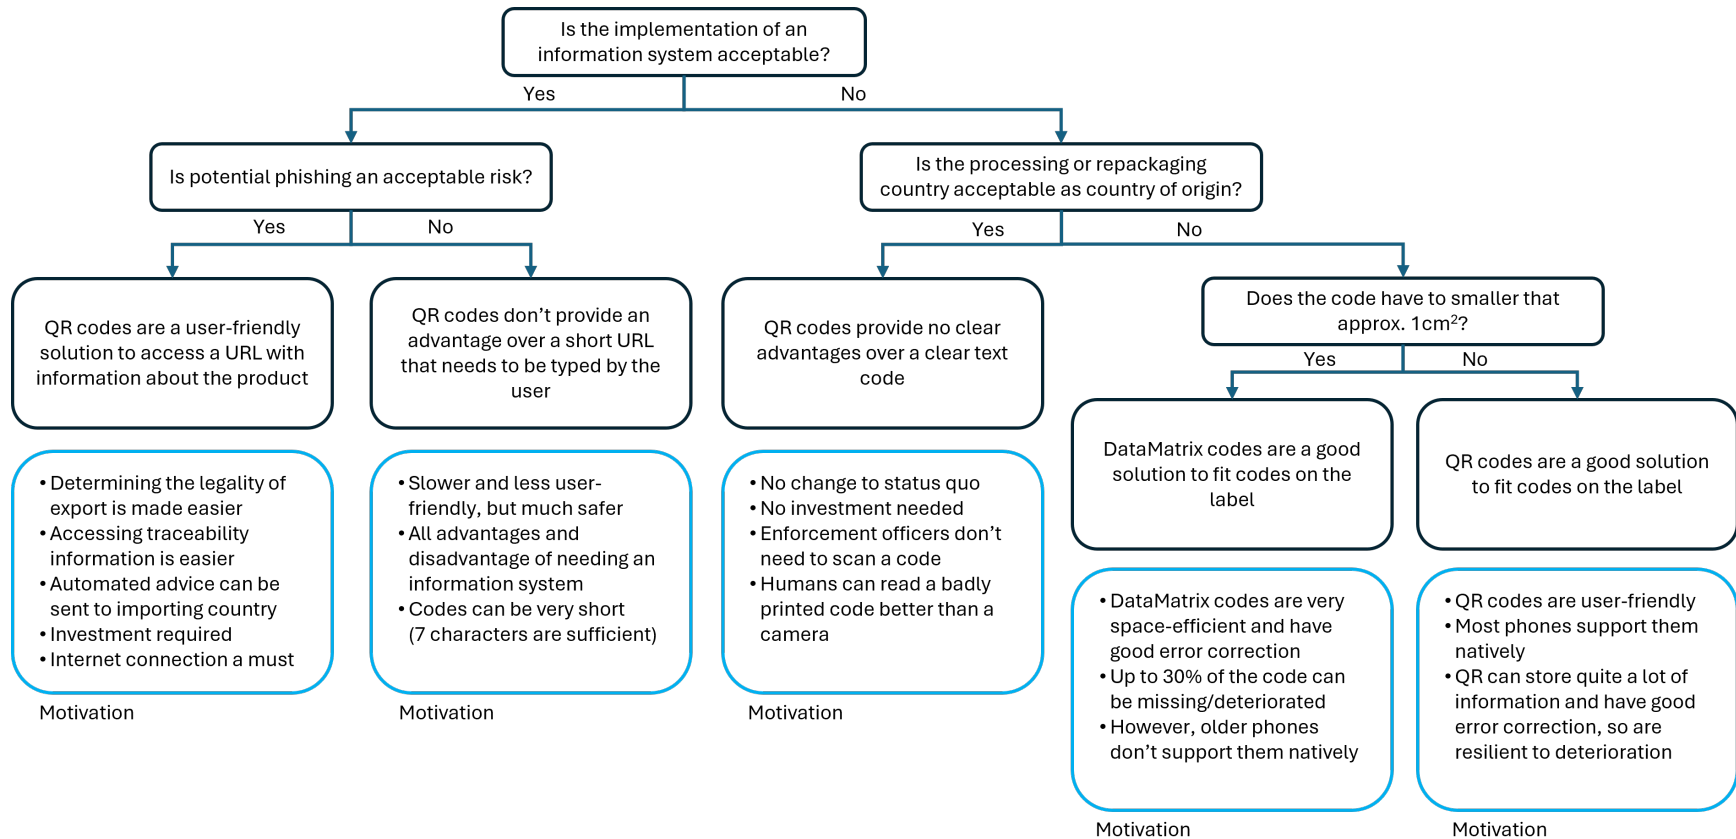 Is the implementation of an
information system acceptable?
Yes
No
Is potential phishing an acceptable risk?
Is the processing or repackaging
country acceptable as country of origin?
Yes
No
Yes
No
QR codes are a user-friendly
solution to access a URL with
information about the product
QR codes don’t provide an
advantage over a short URL
that needs to be typed by the
user
QR codes provide no clear
advantages over a clear text
code
Does the code have to smaller that
approx. 1cm²?
Yes
No
DataMatrix codes are a good
solution to fit codes on the
label
QR codes are a good solution
to fit codes on the label
• Determining the legality of
export is made easier
• Accessing traceability
information is easier
• Automated advice can be
sent to importing country
• Investment required
• Internet connection a must
Motivation
• Slower and less user-
friendly, but much safer
• All advantages and
disadvantage of needing an
information system
• Codes can be very short
(7 characters are sufficient)
Motivation
• No change to status quo
• No investment needed
• Enforcement officers don’t
need to scan a code
• Humans can read a badly
printed code better than a
camera
Motivation
• DataMatrix codes are very
space-efficient and have
good error correction
• Up to 30% of the code can
be missing/deteriorated
• However, older phones
don’t support them natively
Motivation
• QR codes are user-friendly
• Most phones support them
natively
• QR can store quite a lot of
information and have good
error correction, so are
resilient to deterioration
Motivation